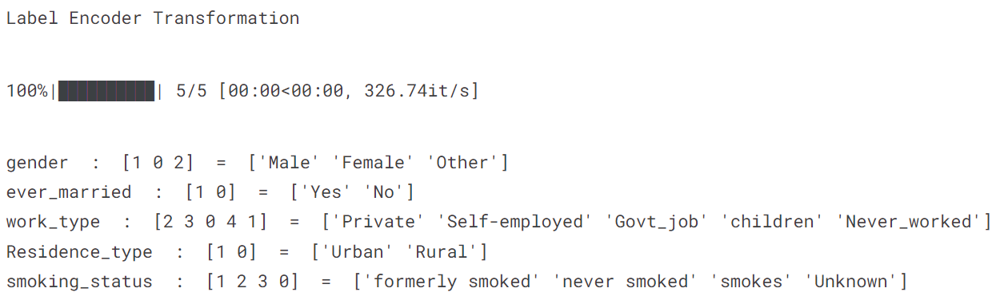 Label Encoder Transformation
100%|██████████| 5/5 [00:00<00:00, 326.74it/s]
gender : [1 0 2] = ['Male' 'Female' 'Other']
ever_married : [1 0] = ['Yes' 'No']
work_type : [2 3 0 4 1] = ['Private' 'Self-employed' 'Govt_job' 'children' 'Never_worked']
Residence_type : [1 0] = ['Urban' 'Rural']
smoking_status : [1 2 3 0] = ['formerly smoked' 'never smoked' 'smokes' 'Unknown']